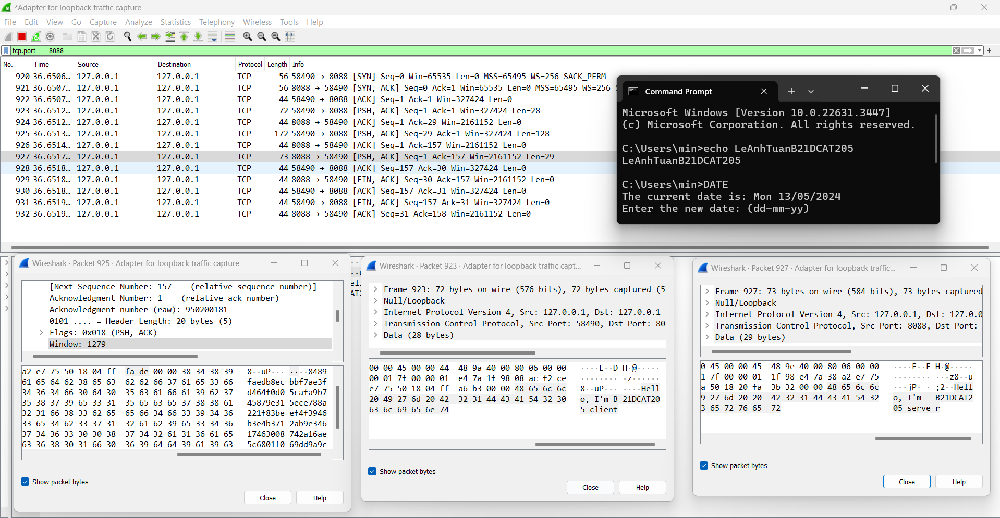 *Adapter for loopback traffic capture
File Edit View Go Capture Analyze Statistics Telephony Wireless Tools Help
tcp.port == 8088
No. Time Source Destination Protocol Length Info
920 36.6506… 127.0.0.1 127.0.0.1 TCP 56 58490 → 8088 [SYN] Seq=0 Win=65535 Len=0 MSS=65495 WS=256 SACK_PERM
921 36.6507… 127.0.0.1 127.0.0.1 TCP 56 8088 → 58490 [SYN, ACK] Seq=0 Ack=1 Win=65535 Len=0 MSS=65495 WS=256
922 36.6507… 127.0.0.1 127.0.0.1 TCP 44 58490 → 8088 [ACK] Seq=1 Ack=1 Win=327424 Len=0
923 36.6512… 127.0.0.1 127.0.0.1 TCP 72 58490 → 8088 [PSH, ACK] Seq=1 Ack=1 Win=327424 Len=28
924 36.6512… 127.0.0.1 127.0.0.1 TCP 44 8088 → 58490 [ACK] Seq=1 Ack=29 Win=2161152 Len=0
925 36.6513… 127.0.0.1 127.0.0.1 TCP 172 58490 → 8088 [PSH, ACK] Seq=29 Ack=1 Win=327424 Len=128
926 36.6514… 127.0.0.1 127.0.0.1 TCP 44 8088 → 58490 [ACK] Seq=1 Ack=157 Win=2161152 Len=0
927 36.6517… 127.0.0.1 127.0.0.1 TCP 73 8088 → 58490 [PSH, ACK] Seq=1 Ack=157 Win=2161152 Len=29
928 36.6518… 127.0.0.1 127.0.0.1 TCP 44 58490 → 8088 [ACK] Seq=157 Ack=30 Win=327424 Len=0
929 36.6518… 127.0.0.1 127.0.0.1 TCP 44 8088 → 58490 [FIN, ACK] Seq=30 Ack=157 Win=2161152 Len=0
930 36.6518… 127.0.0.1 127.0.0.1 TCP 44 58490 → 8088 [ACK] Seq=157 Ack=31 Win=327424 Len=0
931 36.6519… 127.0.0.1 127.0.0.1 TCP 44 58490 → 8088 [FIN, ACK] Seq=157 Ack=31 Win=327424 Len=0
932 36.6519… 127.0.0.1 127.0.0.1 TCP 44 8088 → 58490 [ACK] Seq=31 Ack=158 Win=2161152 Len=0
Command Prompt
Microsoft Windows [Version 10.0.22631.3447]
(c) Microsoft Corporation. All rights reserved.
C:\Users\min>echo LeAnhTuanB21DCAT205
LeAnhTuanB21DCAT205
C:\Users\min>DATE
The current date is: Mon 13/05/2024
Enter the new date: (dd-mm-yy)
Wireshark · Packet 925 · Adapter for loopback traffic capture
[Next Sequence Number: 157 (relative sequence number)]
Acknowledgment Number: 1 (relative ack number)
Acknowledgment number (raw): 950200181
0101 .... = Header Length: 20 bytes (5)
Flags: 0x018 (PSH, ACK)
Window: 1279
a2 e7 75 50 18 04 ff fa de 00 00 38 34 38 39 8··uP··· ····8489
61 65 64 62 38 65 63 62 62 66 37 61 65 33 66 faedb8ec bbf7ae3f
34 36 34 66 30 64 30 35 63 61 66 61 39 62 37 d464f0d0 5cafa9b7
35 38 37 39 65 33 31 35 65 63 65 37 38 38 61 45879e31 5ece788a
32 31 66 38 33 62 65 65 66 34 66 33 39 34 36 221f83be ef4f3946
33 65 34 62 33 37 31 32 61 62 39 65 33 34 36 b3e4b371 2ab9e346
37 34 36 33 30 30 38 37 34 32 61 31 36 61 65 17463008 742a16ae
63 36 38 30 31 66 30 36 39 64 64 39 61 39 63 5c6801f0 69dd9a9c
Show packet bytes
Close Help
Wireshark · Packet 923 · Adapter for loopback traffic capt...
Frame 923: 72 bytes on wire (576 bits), 72 bytes captured (5
Null/Loopback
Internet Protocol Version 4, Src: 127.0.0.1, Dst: 127.0.0.1
Transmission Control Protocol, Src Port: 58490, Dst Port: 80
Data (28 bytes)
00 00 45 00 00 44 48 9a 40 00 80 06 00 00 ····E··D H·@·····
00 01 7f 00 00 01 e4 7a 1f 98 08 ac f2 ce ········ ·z······
e7 75 50 18 04 ff a6 b3 00 00 48 65 6c 6c 8··uP··· ····Hell
20 49 27 6d 20 42 32 31 44 43 41 54 32 30 o, I'm B 21DCAT20
63 6c 69 65 6e 74 5 client
Show packet bytes
Close Help
Wireshark · Packet 927 · Adapter for loopback traffic...
Frame 927: 73 bytes on wire (584 bits), 73 bytes captured
Null/Loopback
Internet Protocol Version 4, Src: 127.0.0.1, Dst: 127.0.0
Transmission Control Protocol, Src Port: 8088, Dst Port:
Data (29 bytes)
0 45 00 00 45 48 9e 40 00 80 06 00 00 ····E··E H·@·····
1 7f 00 00 01 1f 98 e4 7a 38 a2 e7 75 ········ ···z8··u
a 50 18 20 fa 3b 32 00 00 48 65 6c 6c ···jP· · ;2··Hell
9 27 6d 20 20 42 32 31 44 43 41 54 32 o, I'm  B21DCAT2
3 65 72 76 65 72 05 serve r
Show packet bytes
Close Help